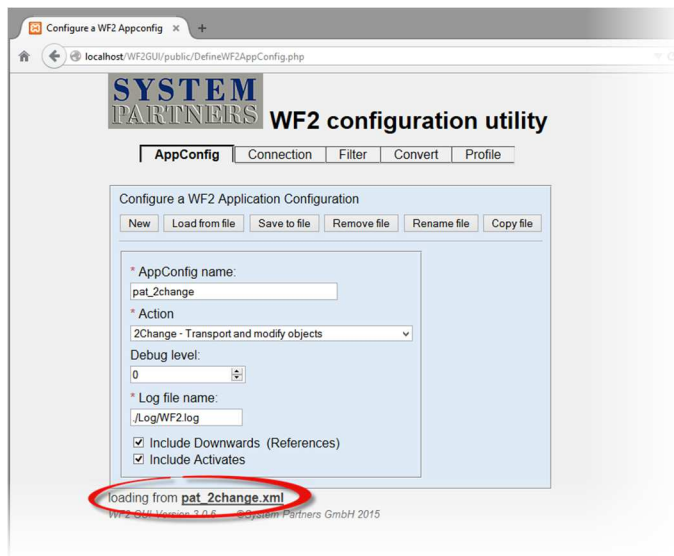 Configure a WF2 Appconfig × +
localhost/WF2GUI/public/DefineWF2AppConfig.php
SYSTEM
PARTNERS
WF2 configuration utility
AppConfig Connection Filter Convert Profile
Configure a WF2 Application Configuration
New Load from file Save to file Remove file Rename file Copy file
* AppConfig name:
pat_2change
* Action
2Change - Transport and modify objects
Debug level:
0
* Log file name:
./Log/WF2.log
Include Downwards (References)
Include Activates
loading from pat_2change.xml
WF2 GUI Version 3.0.6 ©System Partners GmbH 2015